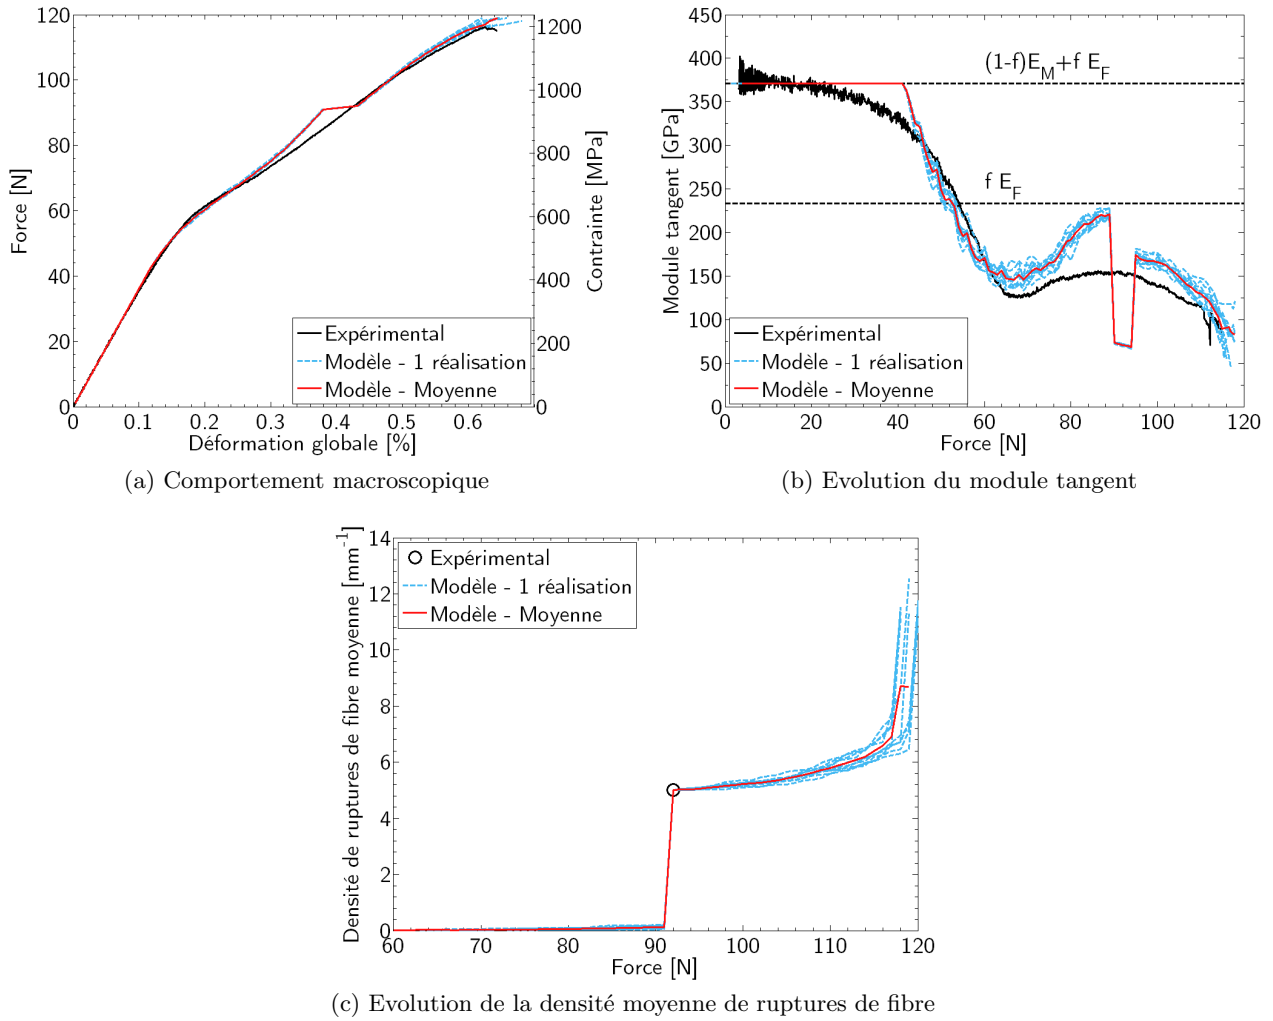 120
100
80
60
40
20
0
Force [N]
0
0.1
0.2
0.3
0.4
0.5
0.6
Déformation globale [%]
1200
1000
800
600
400
200
0
Contrainte [MPa]
Expérimental
Modèle - 1 réalisation
Modèle - Moyenne
(a) Comportement macroscopique
450
400
350
300
250
200
150
100
50
0
Module tangent [GPa]
(1-f)E_M+f E_F
f E_F
Expérimental
Modèle - 1 réalisation
Modèle - Moyenne
0
20
40
60
80
100
120
Force [N]
(b) Evolution du module tangent
14
12
10
8
6
4
2
0
Densité de ruptures de fibre moyenne [mm⁻¹]
Expérimental
Modèle - 1 réalisation
Modèle - Moyenne
60
70
80
90
100
110
120
Force [N]
(c) Evolution de la densité moyenne de ruptures de fibre